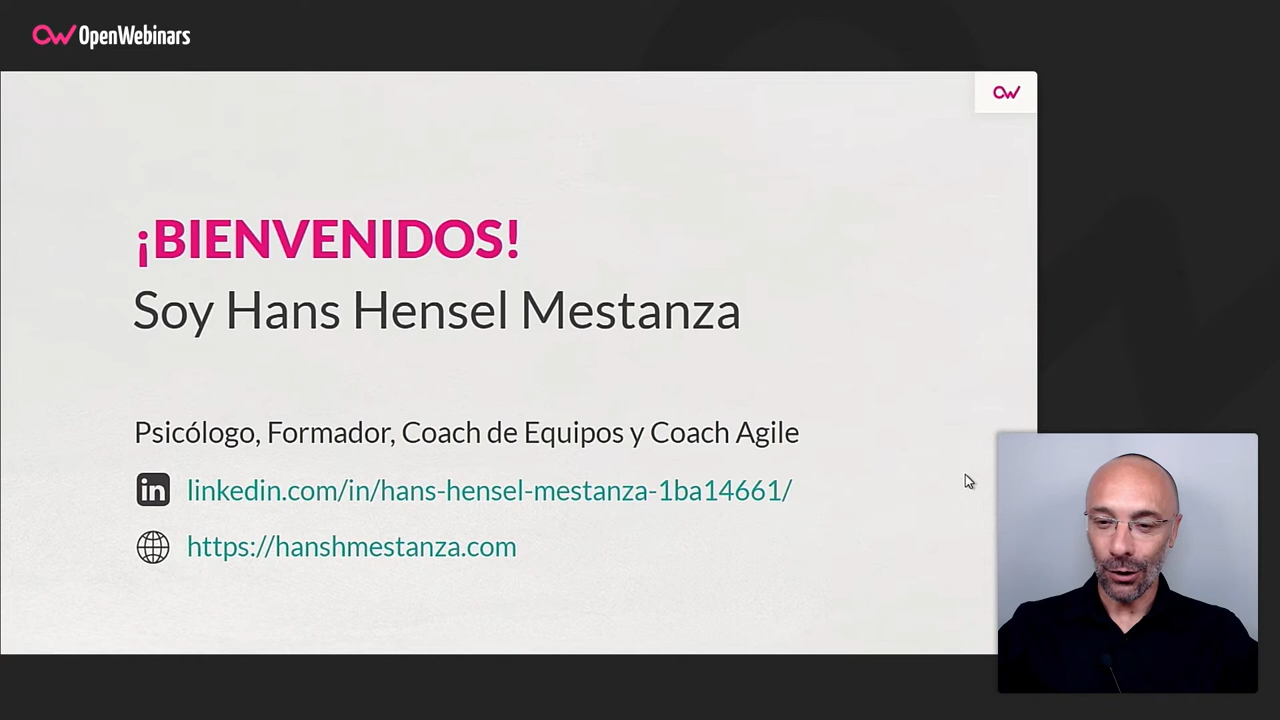 OpenWebinars
¡BIENVENIDOS!
Soy Hans Hensel Mestanza
Psicólogo, Formador, Coach de Equipos y Coach Agile
in linkedin.com/in/hans-hensel-mestanza-1ba14661/
https://hanshmestanza.com